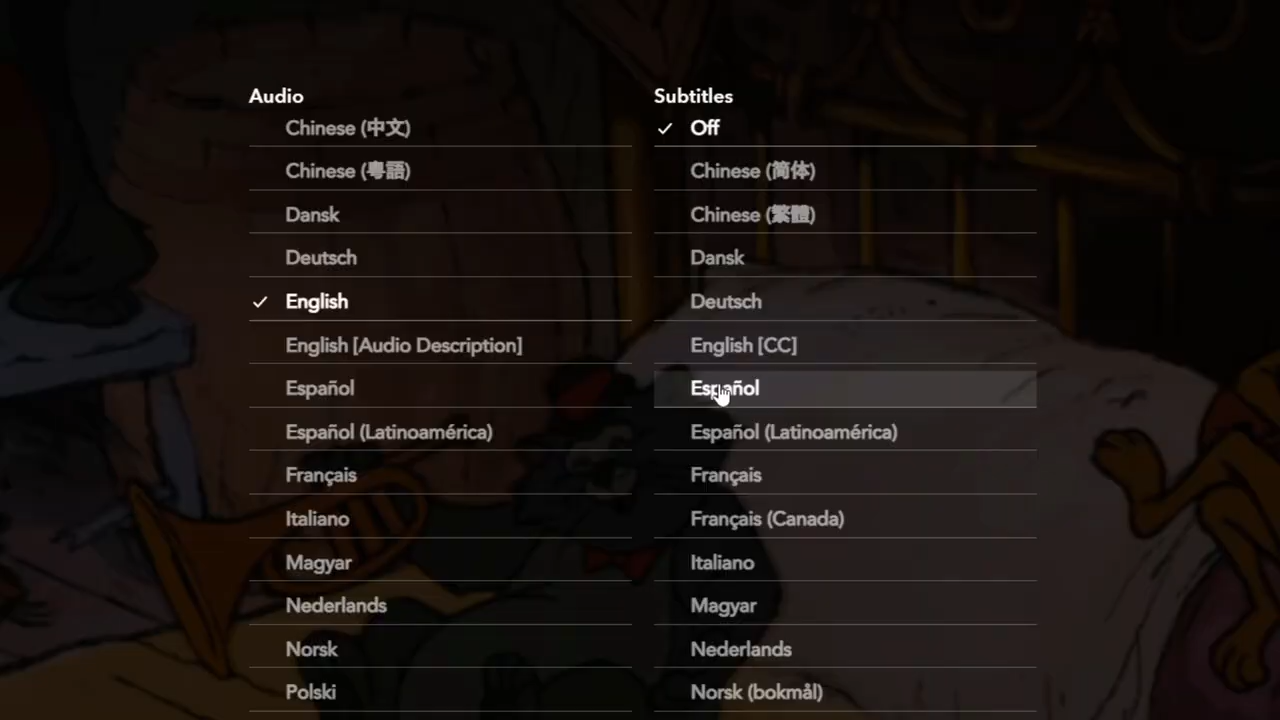 Audio
Chinese (中文)
Chinese (粵語)
Dansk
Deutsch
English
English [Audio Description]
Español
Español (Latinoamérica)
Français
Italiano
Magyar
Nederlands
Norsk
Polski
Subtitles
Off
Chinese (简体)
Chinese (繁體)
Dansk
Deutsch
English [CC]
Español
Español (Latinoamérica)
Français
Français (Canada)
Italiano
Magyar
Nederlands
Norsk (bokmål)